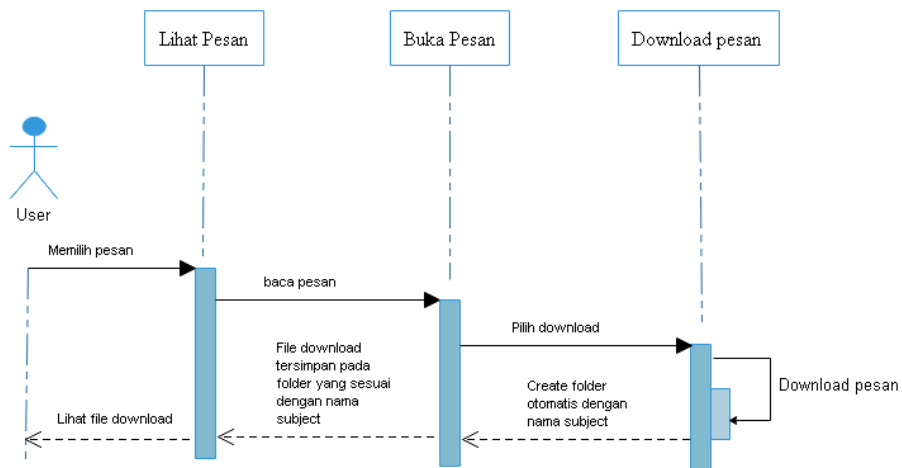 Lihat Pesan
Buka Pesan
Download pesan
User
Memilih pesan
baca pesan
Pilih download
File download
tersimpan pada
folder yang sesuai
dengan nama
subject
Create folder
otomatis dengan
nama subject
Download pesan
Lihat file download